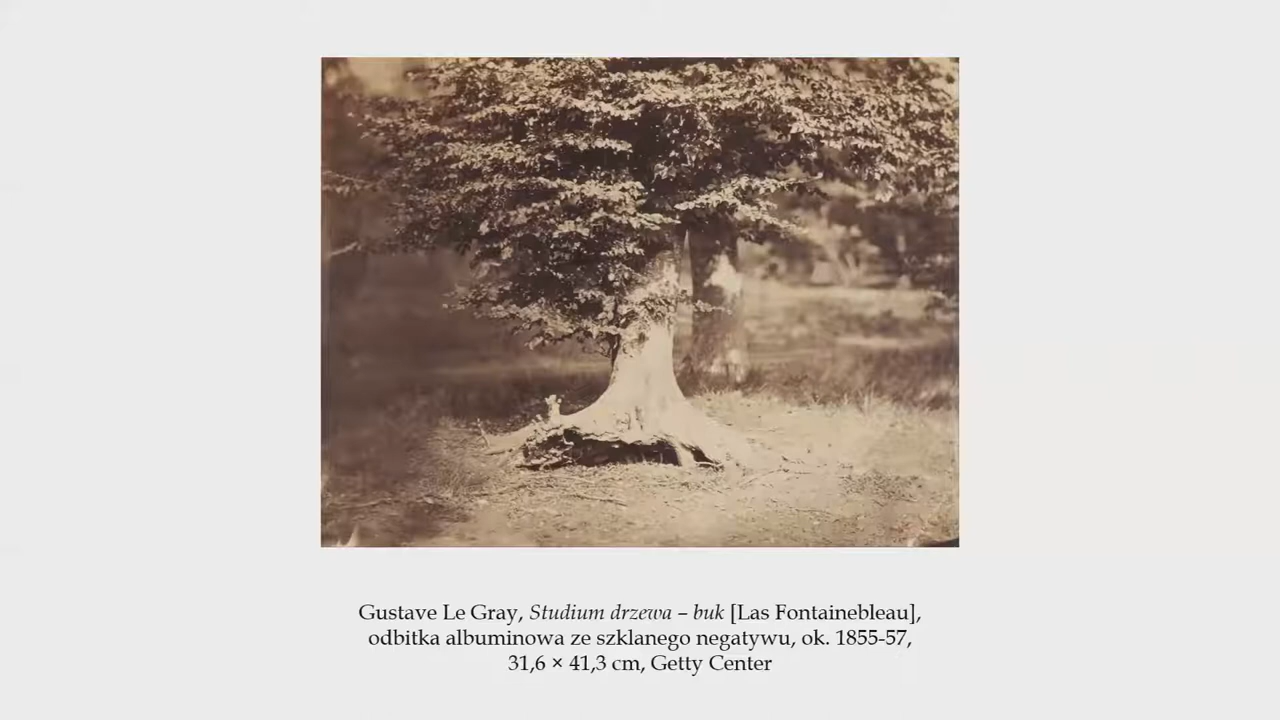 Gustave Le Gray, Studium drzewa – buk [Las Fontainebleau],
odbitka albuminowa ze szklanego negatywu, ok. 1855-57,
31,6 × 41,3 cm, Getty Center